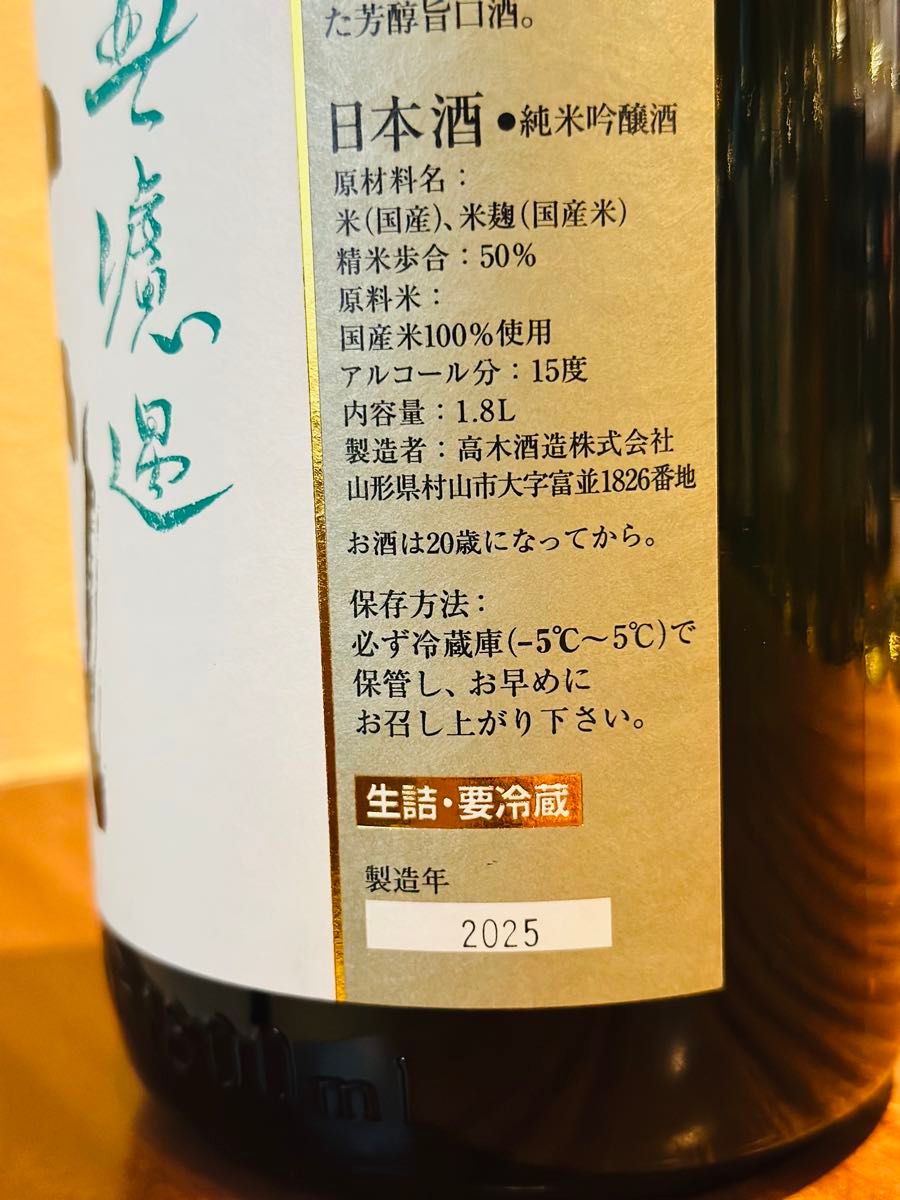 無
濾
過
た芳醇旨口酒。
日本酒●純米吟醸酒
原材料名：
米(国産)、米麹(国産米)
精米歩合：50％
原料米：
国産米100％使用
アルコール分：15度
内容量：1.8L
製造者：高木酒造株式会社
山形県村山市大字富並1826番地
お酒は20歳になってから。
保存方法：
必ず冷蔵庫(−5℃〜5℃)で
保管し、お早めに
お召し上がり下さい。
生詰・要冷蔵
製造年
2025